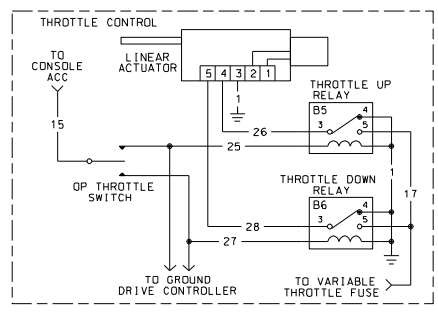 THROTTLE CONTROL
TO
CONSOLE
ACC
LINEAR
ACTUATOR
5 4 3 2 1
THROTTLE UP
RELAY
B5
4
3
5
15
1
26
25
OP THROTTLE
SWITCH
THROTTLE DOWN
RELAY
1
17
B6
4
3
5
28
27
TO GROUND
DRIVE CONTROLLER
TO VARIABLE
THROTTLE FUSE